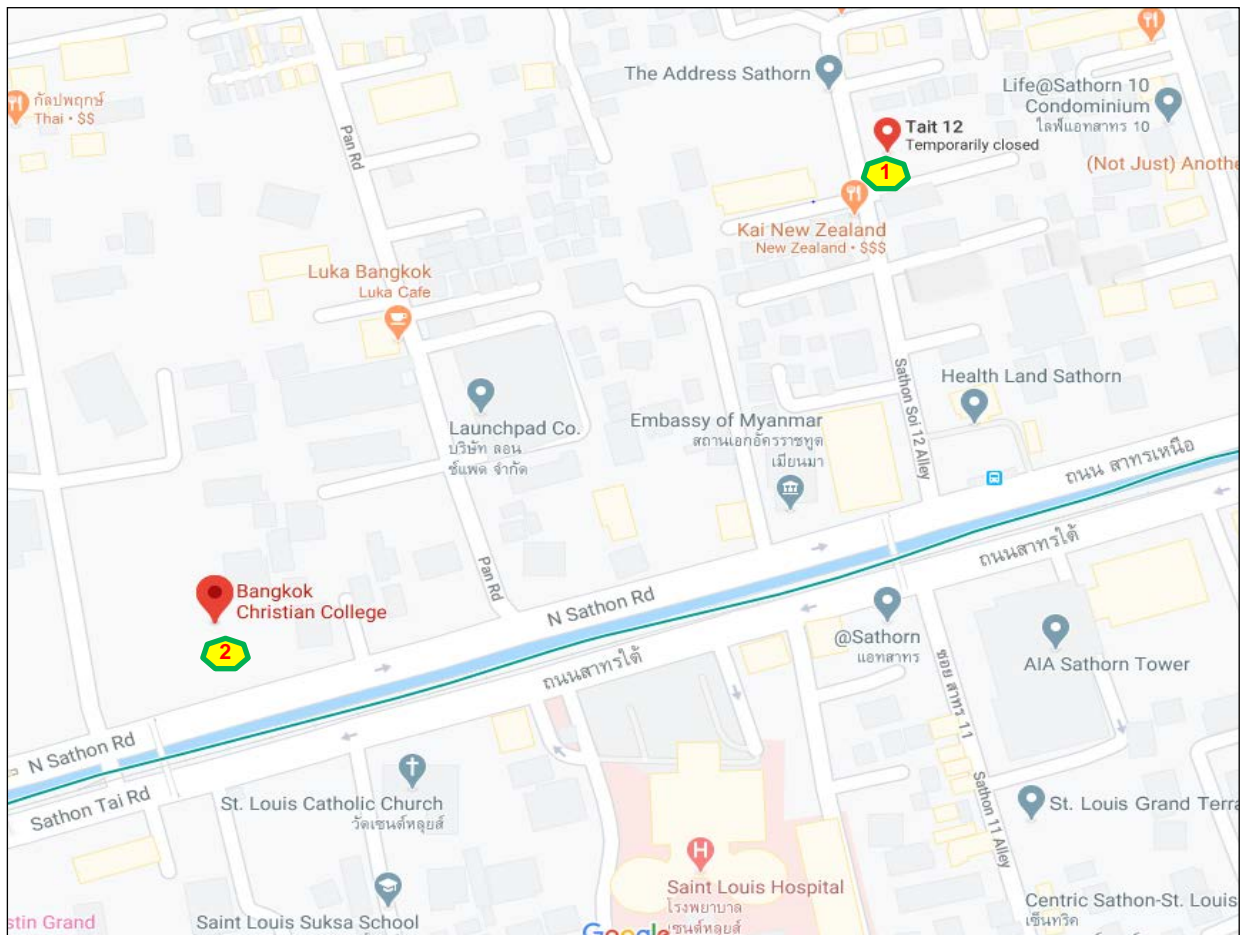 The Address Sathorn
Life@Sathorn 10
Condominium
ไลฟ์แอทสาทร 10
กัลปพฤกษ์
Thai • $$
Tait 12
Temporarily closed
Pan Rd
1
(Not Just) Anothe
Kai New Zealand
New Zealand • $$$
Luka Bangkok
Luka Cafe
Sathon Soi 12 Alley
Health Land Sathorn
Launchpad Co.
บริษัท ลอน
ช์แพด จำกัด
Embassy of Myanmar
สถานเอกอัครราชทูต
เมียนมา
ถนน สาทรเหนือ
ถนนสาทรใต้
Pan Rd
Bangkok
Christian College
2
N Sathon Rd
@Sathorn
แอทสาทร
AIA Sathorn Tower
ถนนสาทรใต้
ซอย สาทร 11
N Sathon Rd
Sathon Tai Rd
St. Louis Catholic Church
วัดเซนต์หลุยส์
Sathon 11 Alley
St. Louis Grand Terra
H
Saint Louis Hospital
โรงพยาบาล
เซนต์หลุยส์
Centric Sathon-St. Louis
เซ็นทริค
stin Grand
Saint Louis Suksa School
Google